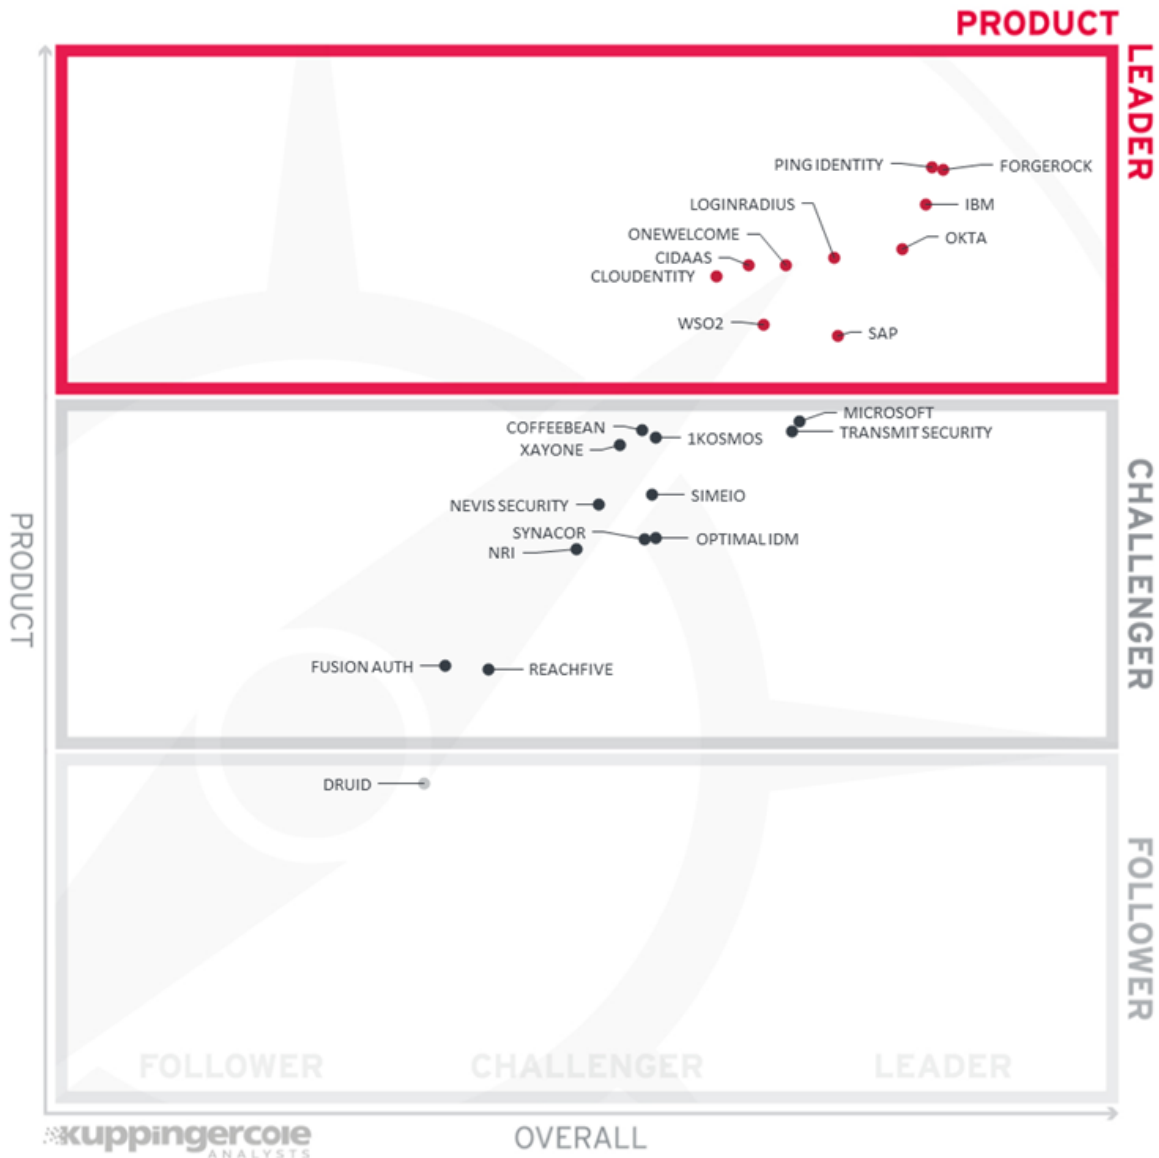 PRODUCT
LEADER
PING IDENTITY
FORGEROCK
LOGINRADIUS
IBM
ONEWELCOME
OKTA
CIDAAS
CLOUDENTITY
WSO2
SAP
MICROSOFT
COFFEEBEAN
TRANSMIT SECURITY
1KOSMOS
XAYONE
CHALLENGER
SIMEIO
NEVIS SECURITY
SYNACOR
OPTIMAL IDM
NRI
PRODUCT
FUSION AUTH
REACHFIVE
DRUID
FOLLOWER
FOLLOWER CHALLENGER LEADER
kuppingercole
ANALYSTS
OVERALL